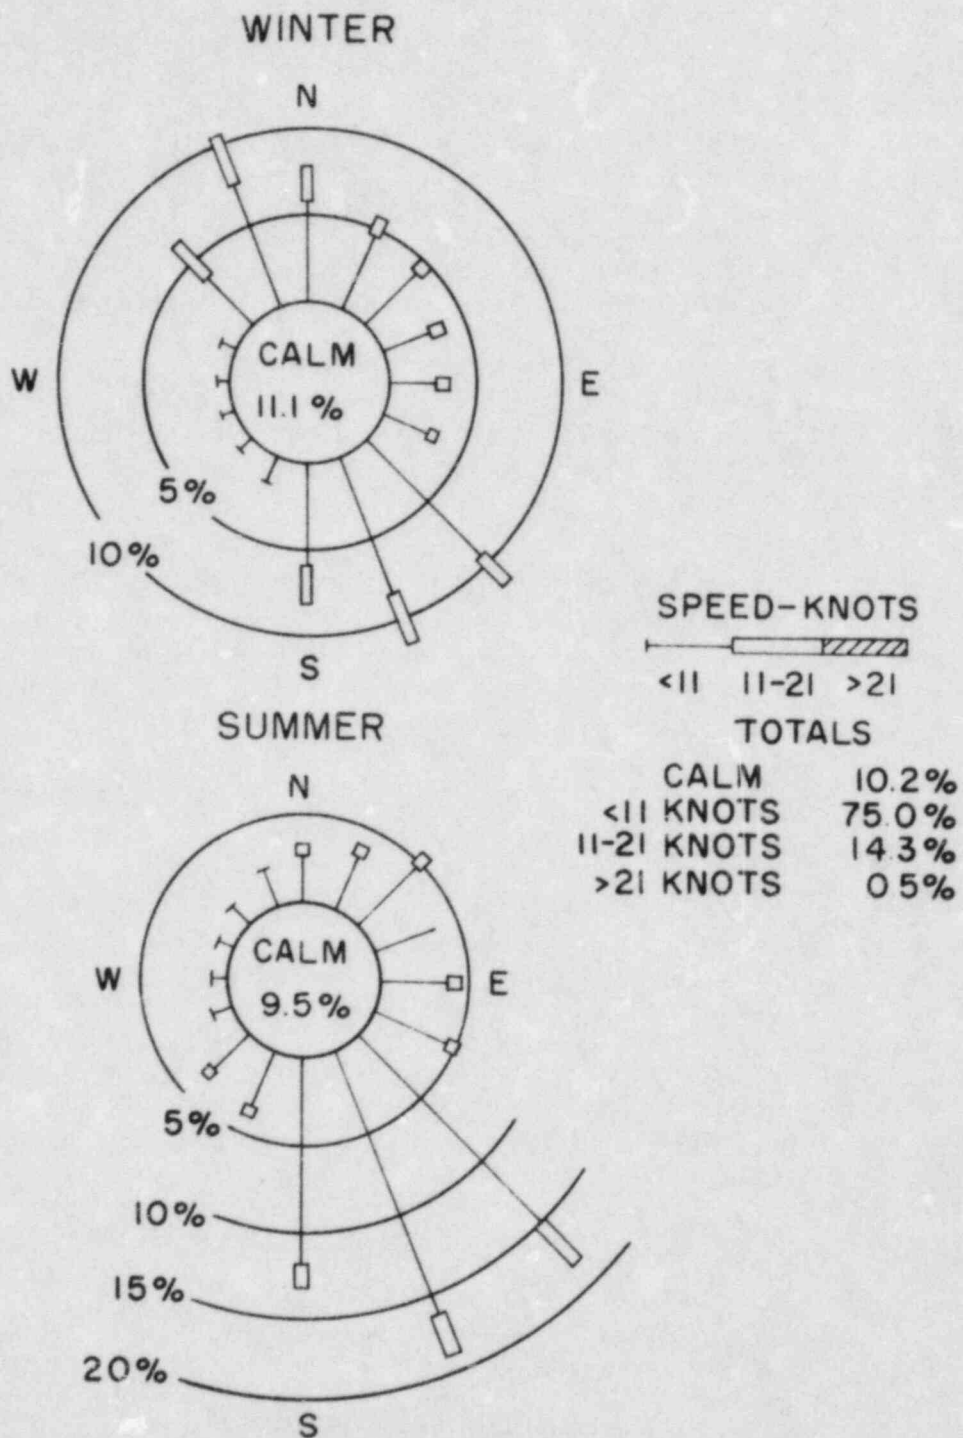 WINTER
N
W
CALM
11.1 %
E
5%
10%
S
SPEED-KNOTS
<11 11-21 >21
TOTALS
CALM 10.2%
<11 KNOTS 75.0%
11-21 KNOTS 14.3%
>21 KNOTS 0 5%
SUMMER
N
W
CALM
9.5%
E
5%
10%
15%
20%
S